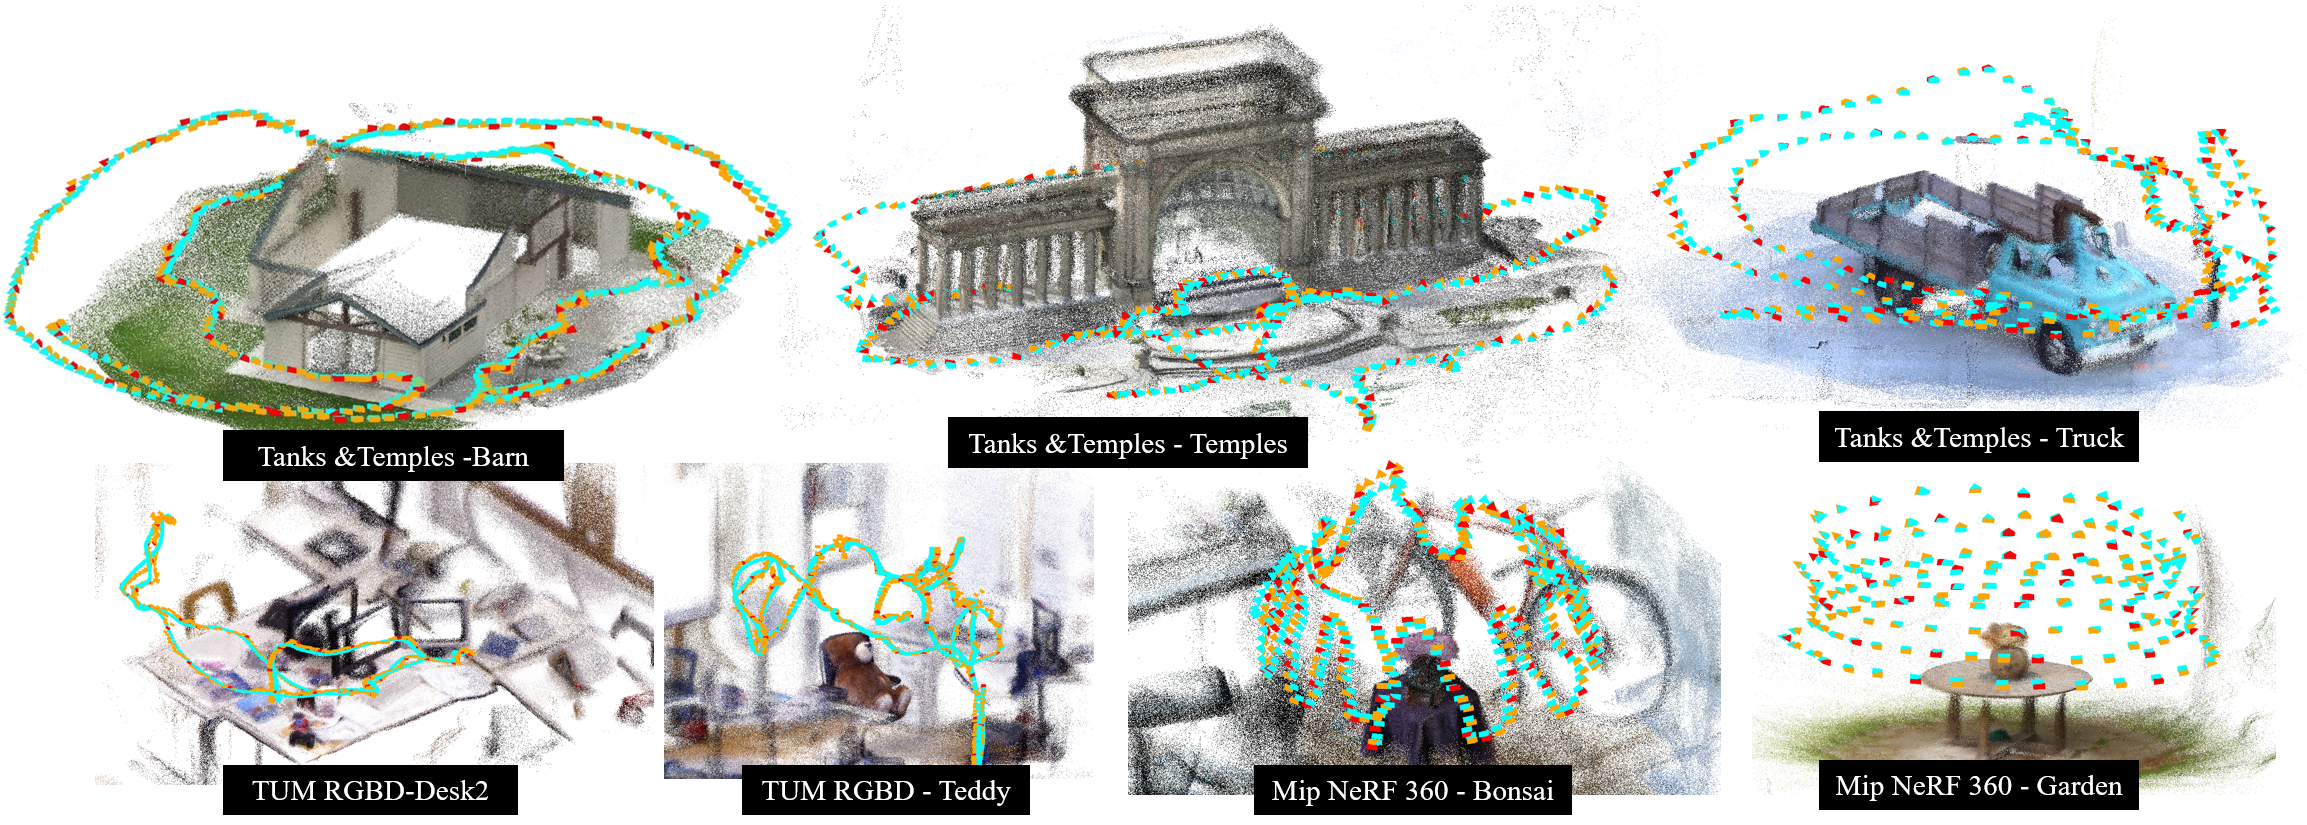 Tanks &Temples -Barn
Tanks &Temples - Temples
Tanks &Temples - Truck
TUM RGBD-Desk2
TUM RGBD - Teddy
Mip NeRF 360 - Bonsai
Mip NeRF 360 - Garden